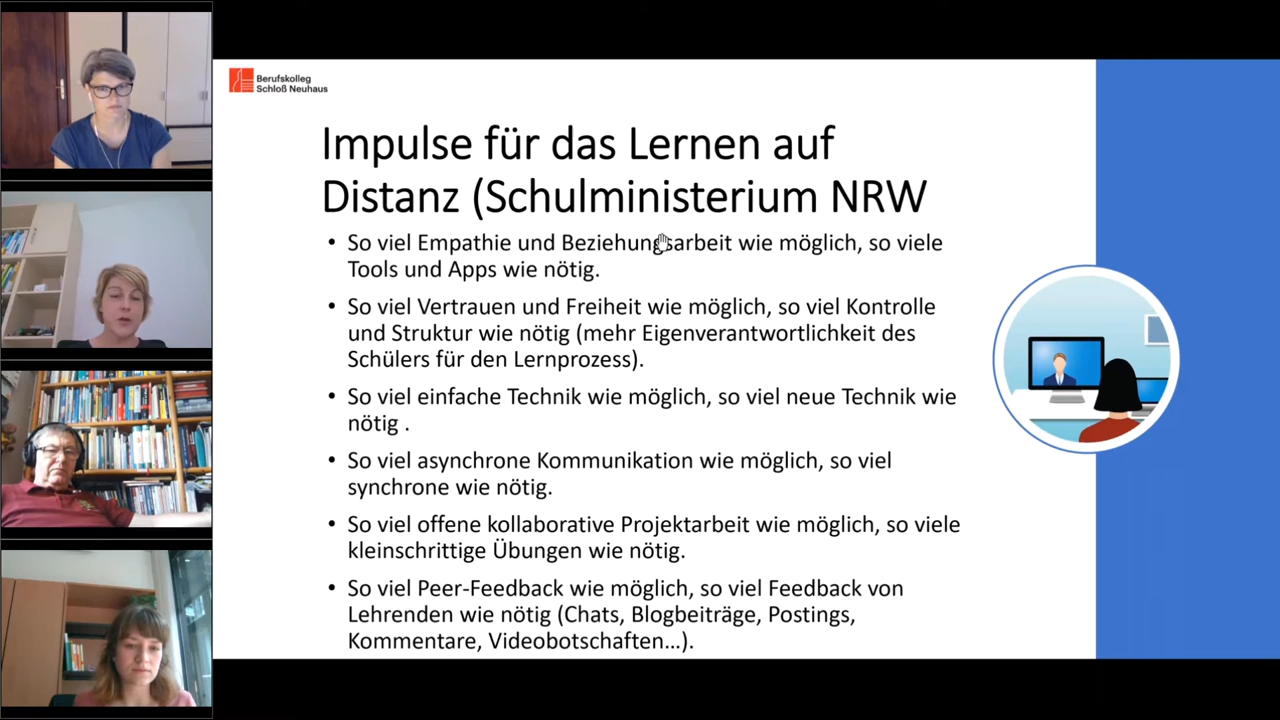 Berufskolleg
Schloß Neuhaus
Impulse für das Lernen auf
Distanz (Schulministerium NRW
• So viel Empathie und Beziehungsarbeit wie möglich, so viele
Tools und Apps wie nötig.
• So viel Vertrauen und Freiheit wie möglich, so viel Kontrolle
und Struktur wie nötig (mehr Eigenverantwortlichkeit des
Schülers für den Lernprozess).
• So viel einfache Technik wie möglich, so viel neue Technik wie
nötig .
• So viel asynchrone Kommunikation wie möglich, so viel
synchrone wie nötig.
• So viel offene kollaborative Projektarbeit wie möglich, so viele
kleinschrittige Übungen wie nötig.
• So viel Peer-Feedback wie möglich, so viel Feedback von
Lehrenden wie nötig (Chats, Blogbeiträge, Postings,
Kommentare, Videobotschaften…).